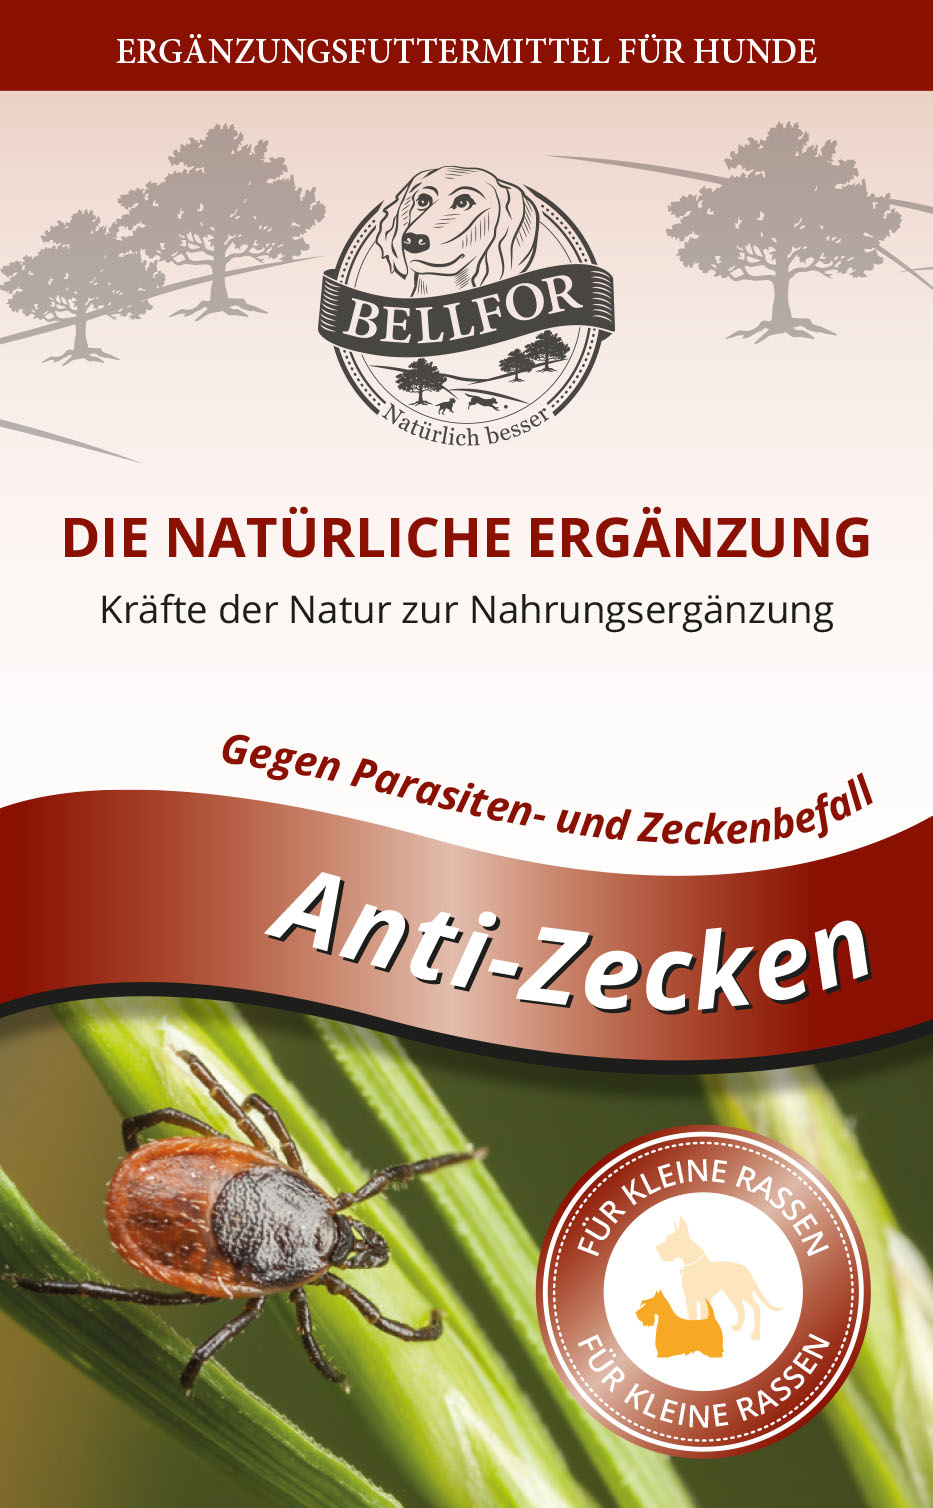 ERGÄNZUNGSFUTTERMITTEL FÜR HUNDE
BELLFOR
Natürlich besser
DIE NATÜRLICHE ERGÄNZUNG
Kräfte der Natur zur Nahrungsergänzung
Gegen Parasiten- und Zeckenbefall
Anti-Zecken
FÜR KLEINE RASSEN
FÜR KLEINE RASSEN